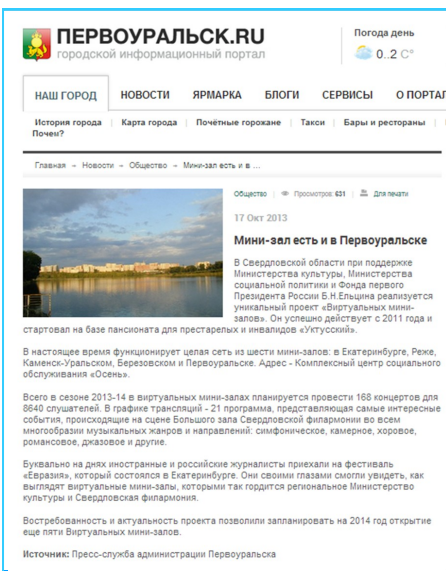 ПЕРВОУРАЛЬСК.RU
городской информационный портал
Погода день
0..2 C°
НАШ ГОРОД НОВОСТИ ЯРМАРКА БЛОГИ СЕРВИСЫ О ПОРТАЛ
История города | Карта города | Почётные горожане | Такси | Бары и рестораны |
Почем?
Главная → Новости → Общество → Мини-зал есть и в ...
Общество | Просмотров: 631 | Для печати
17 Окт 2013
Мини-зал есть и в Первоуральске
В Свердловской области при поддержке
Министерства культуры, Министерства
социальной политики и Фонда первого
Президента России Б.Н.Ельцина реализуется
уникальный проект «Виртуальных мини-
залов». Он успешно действует с 2011 года и
стартовал на базе пансионата для престарелых и инвалидов «Уктусский».
В настоящее время функционирует целая сеть из шести мини-залов: в Екатеринбурге, Реже,
Каменск-Уральском, Березовском и Первоуральске. Адрес - Комплексный центр социального
обслуживания «Осень».
Всего в сезоне 2013-14 в виртуальных мини-залах планируется провести 168 концертов для
8640 слушателей. В графике трансляций - 21 программа, представляющая самые интересные
события, происходящие на сцене Большого зала Свердловской филармонии во всем
многообразии музыкальных жанров и направлений: симфоническое, камерное, хоровое,
романсовое, джазовое и другие.
Буквально на днях иностранные и российские журналисты приехали на фестиваль
«Евразия», который состоялся в Екатеринбурге. Они своими глазами смогли увидеть, как
выглядят виртуальные мини-залы, которыми так гордится региональное Министерство
культуры и Свердловская филармония.
Востребованность и актуальность проекта позволили запланировать на 2014 год открытие
еще пяти Виртуальных мини-залов.
Источник: Пресс-служба администрации Первоуральска